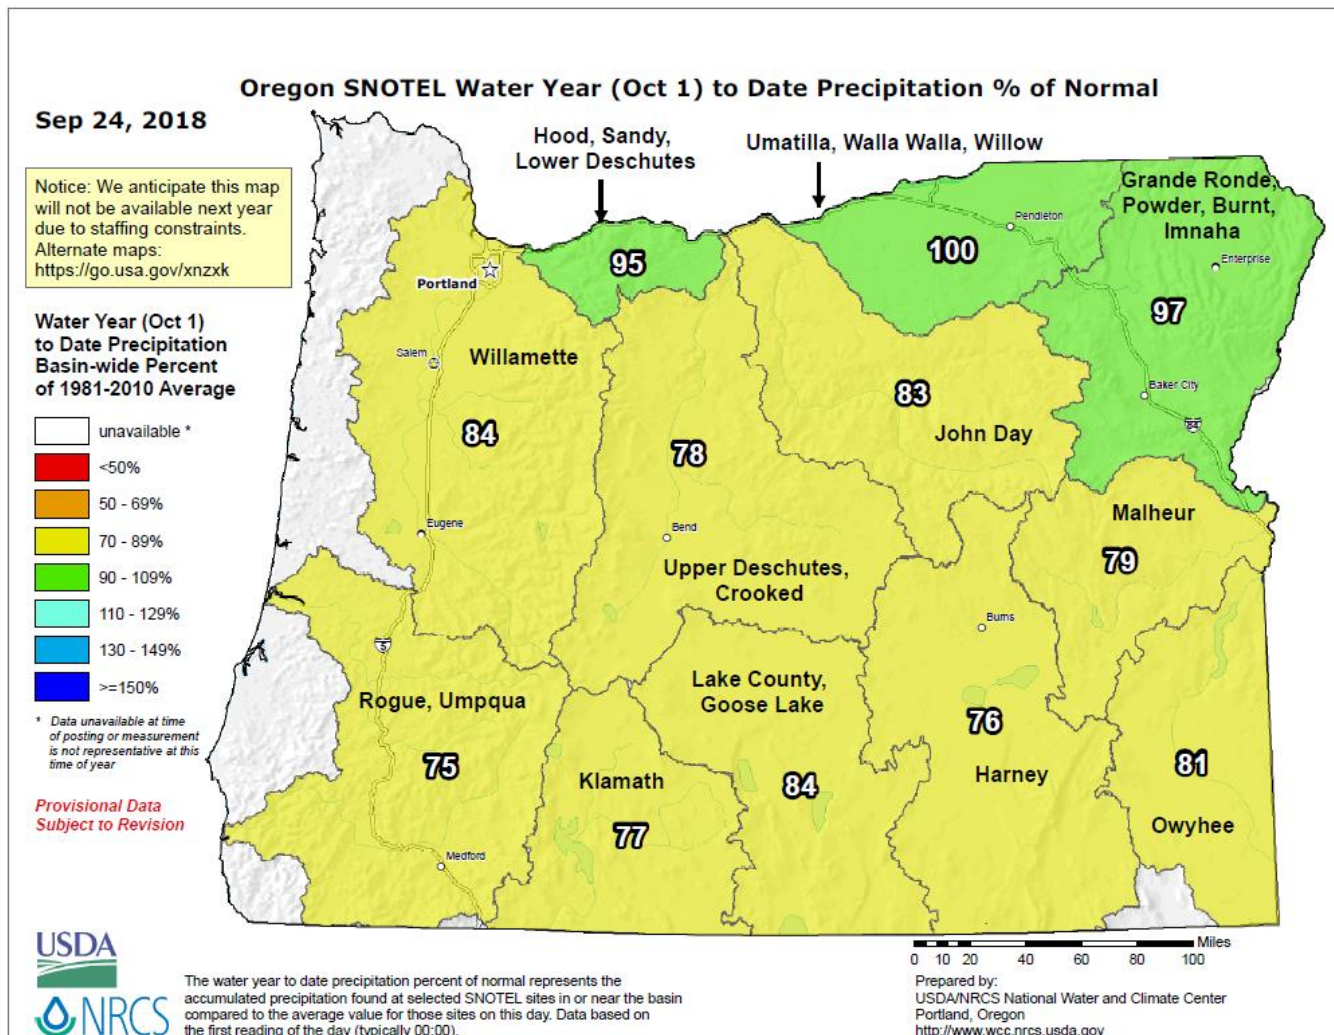 Oregon SNOTEL Water Year (Oct 1) to Date Precipitation % of Normal
Sep 24, 2018
Notice: We anticipate this map
will not be available next year
due to staffing constraints.
Alternate maps:
https://go.usa.gov/xnzxk
Water Year (Oct 1)
to Date Precipitation
Basin-wide Percent
of 1981-2010 Average
unavailable *
<50%
50 - 69%
70 - 89%
90 - 109%
110 - 129%
130 - 149%
>=150%
* Data unavailable at time
of posting or measurement
is not representative at this
time of year
Provisional Data
Subject to Revision
Hood, Sandy,
Lower Deschutes
95
Umatilla, Walla Walla, Willow
Pendleton
100
Grande Ronde,
Powder, Burnt,
Imnaha
Enterprise
97
Baker City
84
Portland
Salem
Willamette
84
Eugene
78
Bend
Upper Deschutes,
Crooked
83
John Day
Malheur
79
Burns
5
Rogue, Umpqua
75
Medford
Klamath
77
Lake County,
Goose Lake
84
76
Harney
81
Owyhee
Miles
0 10 20 40 60 80 100
USDA
NRCS
The water year to date precipitation percent of normal represents the
accumulated precipitation found at selected SNOTEL sites in or near the basin
compared to the average value for those sites on this day. Data based on
the first reading of the day (typically 00:00).
Prepared by:
USDA/NRCS National Water and Climate Center
Portland, Oregon
http://www.wcc.nrcs.usda.gov